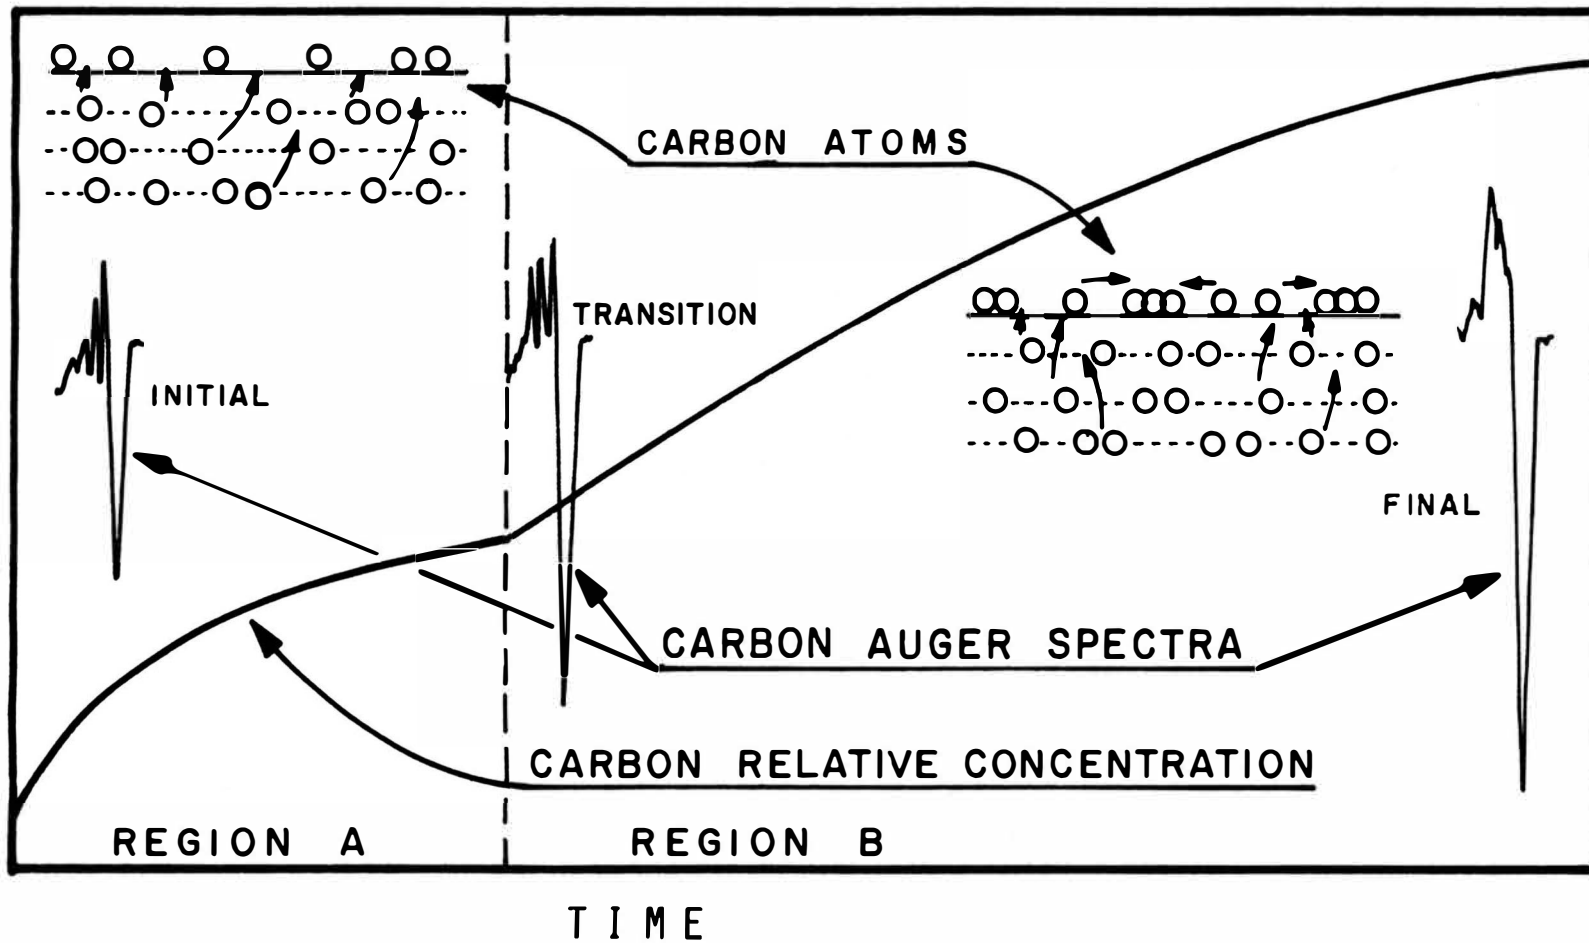 CARBON ATOMS
TRANSITION
INITIAL
FINAL
CARBON AUGER SPECTRA
CARBON RELATIVE CONCENTRATION
REGION A
REGION B
TIME